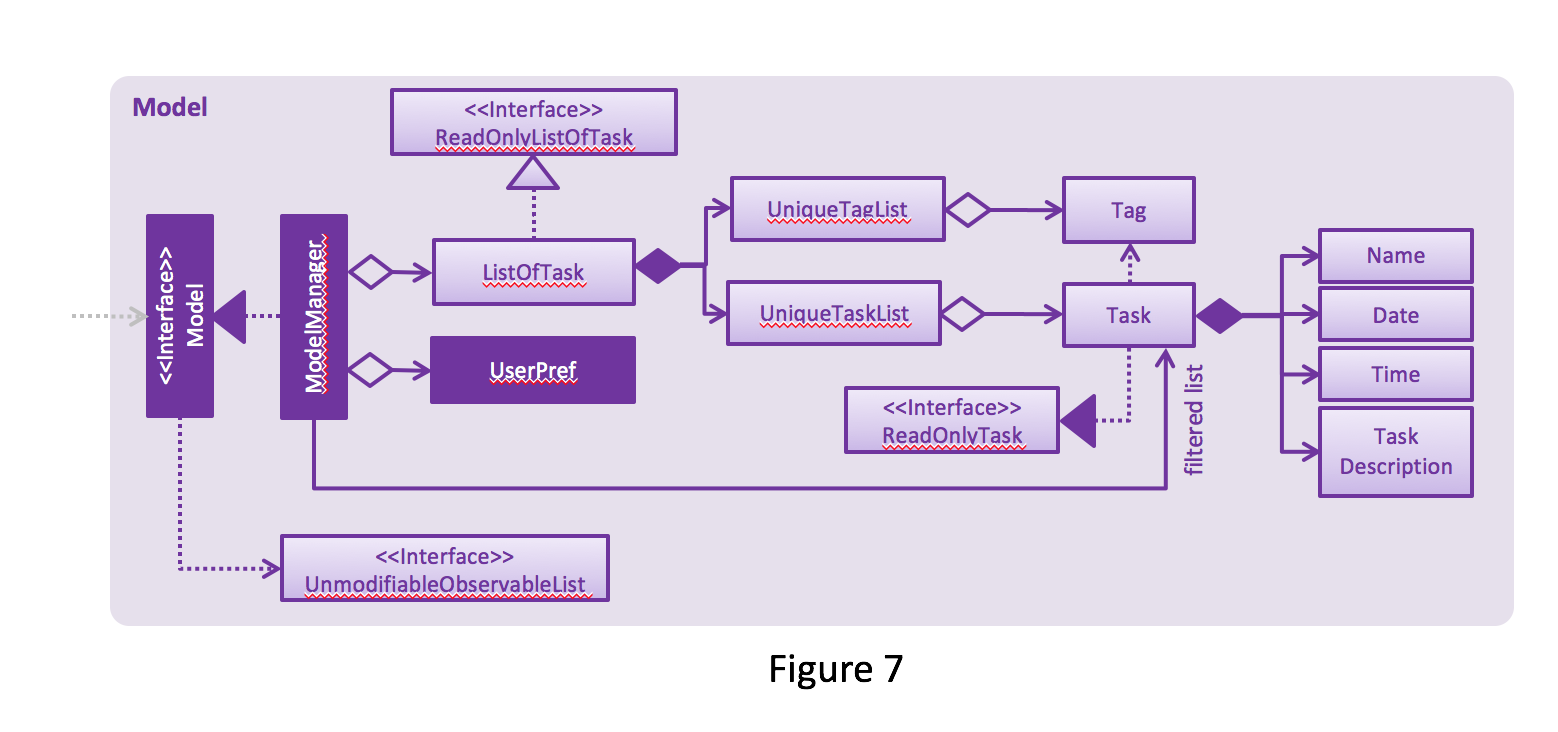 Model
<<Interface>>
ReadOnlyListOfTask
<<Interface>>
Model
ModelManager
ListOfTask
UserPref
UniqueTagList
UniqueTaskList
Tag
Task
<<Interface>>
ReadOnlyTask
filtered list
Name
Date
Time
Task
Description
<<Interface>>
UnmodifiableObservableList
Figure 7